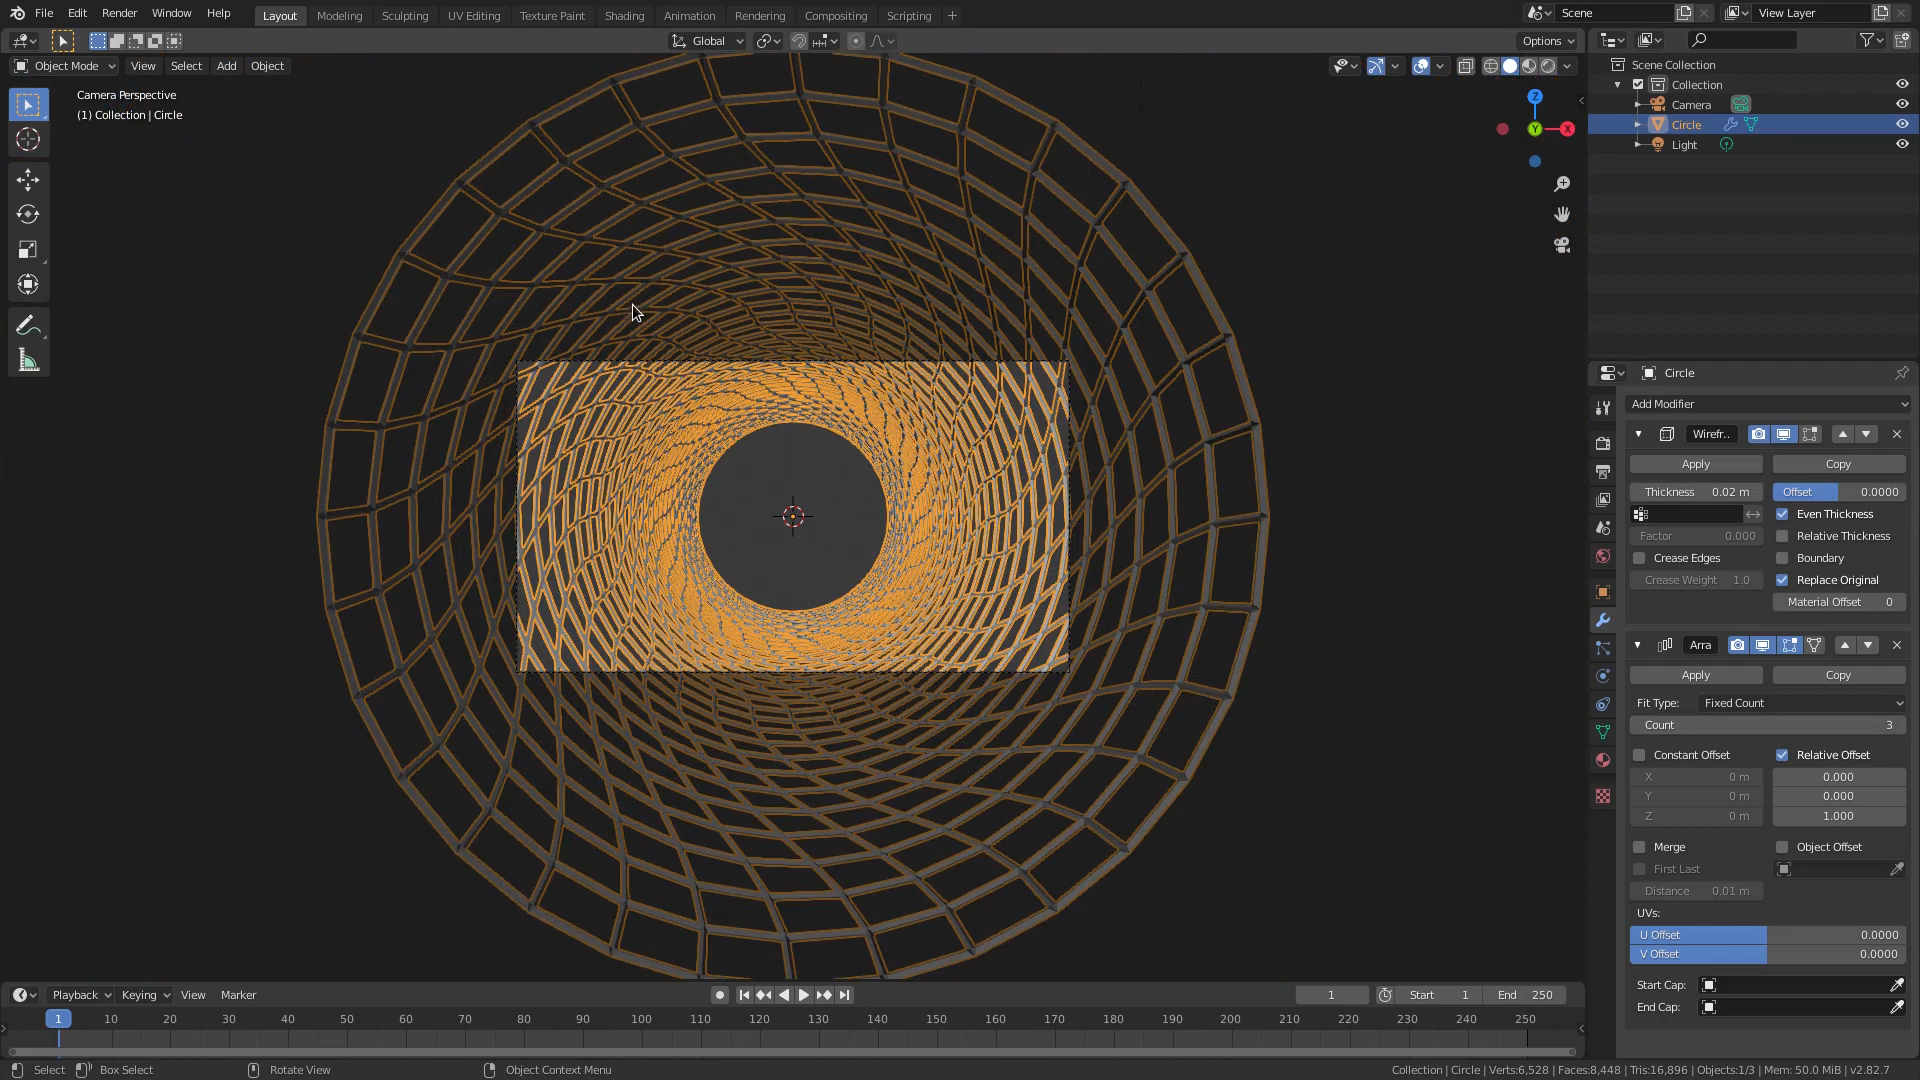 File Edit Render Window Help Layout Modeling Sculpting UV Editing Texture Paint Shading Animation Rendering Compositing Scripting + Scene View Layer
Global Options
Object Mode View Select Add Object
Camera Perspective
(1) Collection | Circle
Z
Y
X
Scene Collection
Collection
Camera
Circle
Light
Circle
Add Modifier
Wirefr..
Apply Copy
Thickness 0.02 m Offset 0.0000
Even Thickness
Factor 0.000 Relative Thickness
Crease Edges Boundary
Crease Weight 1.0 Replace Original
Material Offset 0
Arra
Apply Copy
Fit Type: Fixed Count
Count 3
Constant Offset Relative Offset
X 0 m 0.000
Y 0 m 0.000
Z 0 m 1.000
Merge Object Offset
First Last
Distance 0.01 m
UVs:
U Offset 0.0000
V Offset 0.0000
Start Cap:
End Cap:
Playback Keying View Marker 1 Start 1 End 250
1 10 20 30 40 50 60 70 80 90 100 110 120 130 140 150 160 170 180 190 200 210 220 230 240 250
Select Box Select Rotate View Object Context Menu Collection | Circle | Verts:6,528 | Faces:8,448 | Tris:16,896 | Objects:1/3 | Mem: 50.0 MiB | v2.82.7